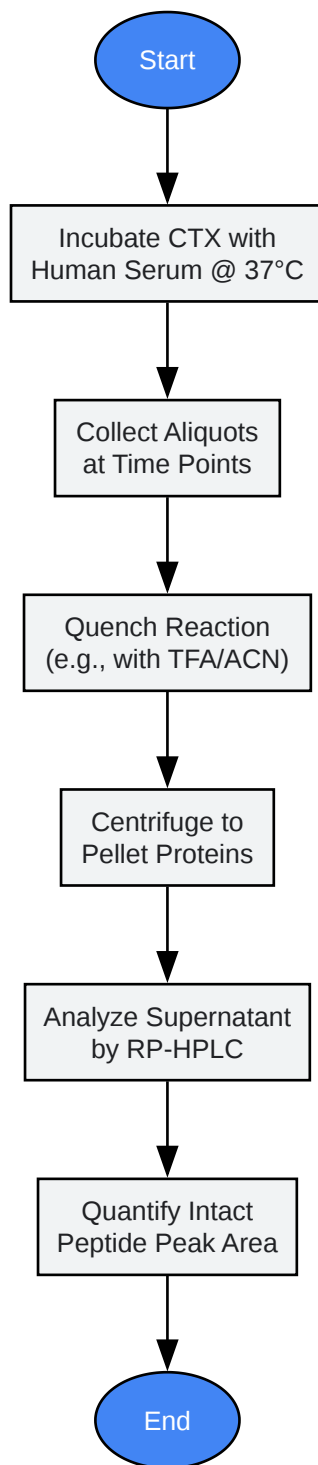 Start
Incubate CTX with
Human Serum @ 37°C
Collect Aliquots
at Time Points
Quench Reaction
(e.g., with TFA/ACN)
Centrifuge to
Pellet Proteins
Analyze Supernatant
by RP-HPLC
Quantify Intact
Peptide Peak Area
End